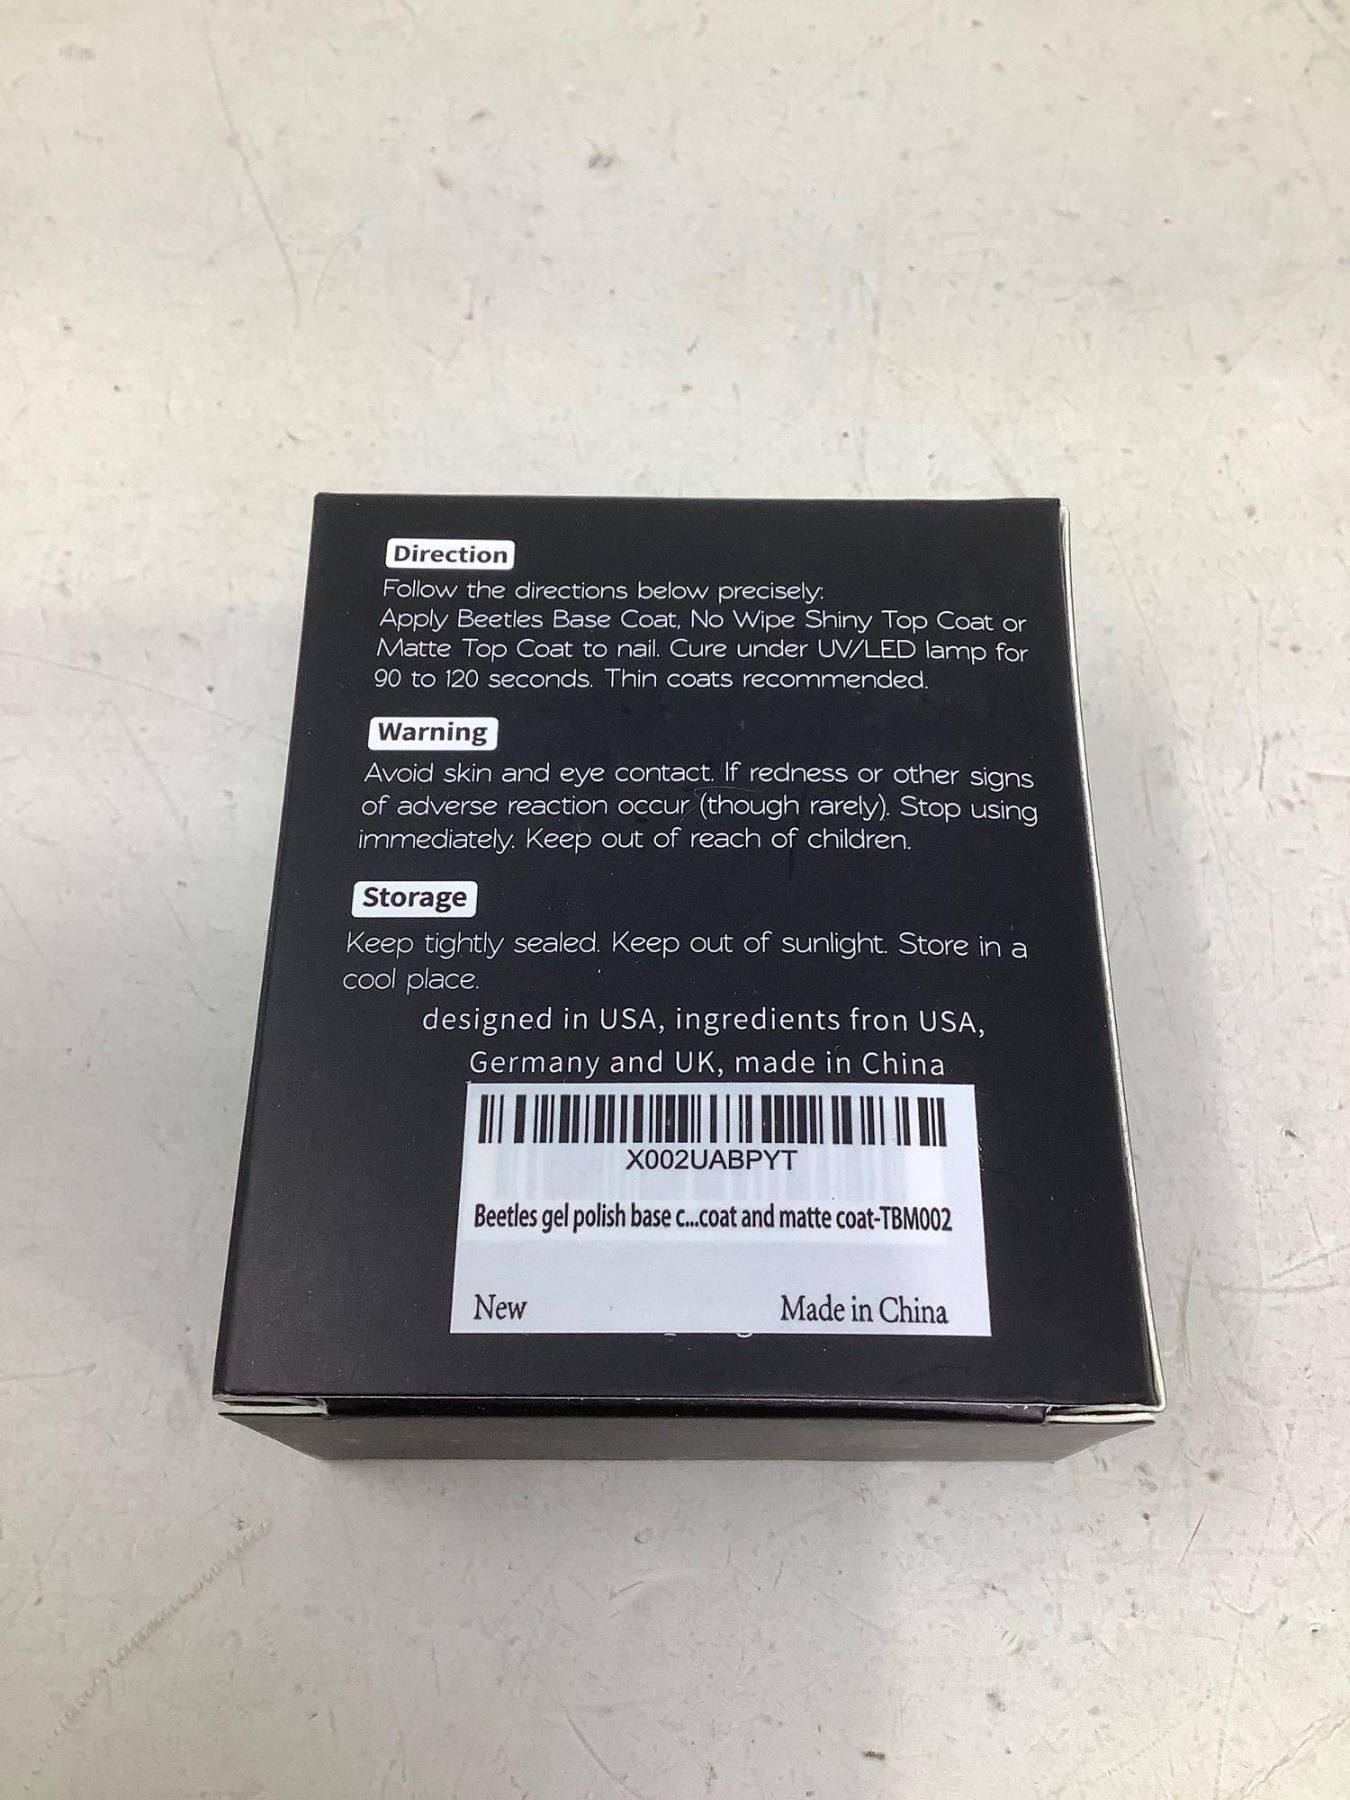 Direction
Follow the directions below precisely:
Apply Beetles Base Coat, No Wipe Shiny Top Coat or
Matte Top Coat to nail. Cure under UV/LED lamp for
90 to 120 seconds. Thin coats recommended.
Warning
Avoid skin and eye contact. If redness or other signs
of adverse reaction occur (though rarely). Stop using
immediately. Keep out of reach of children.
Storage
Keep tightly sealed. Keep out of sunlight. Store in a
cool place.
designed in USA, ingredients fron USA,
Germany and UK, made in China
X002UABPYT
Beetles gel polish base c...coat and matte coat-TBM002
New Made in China